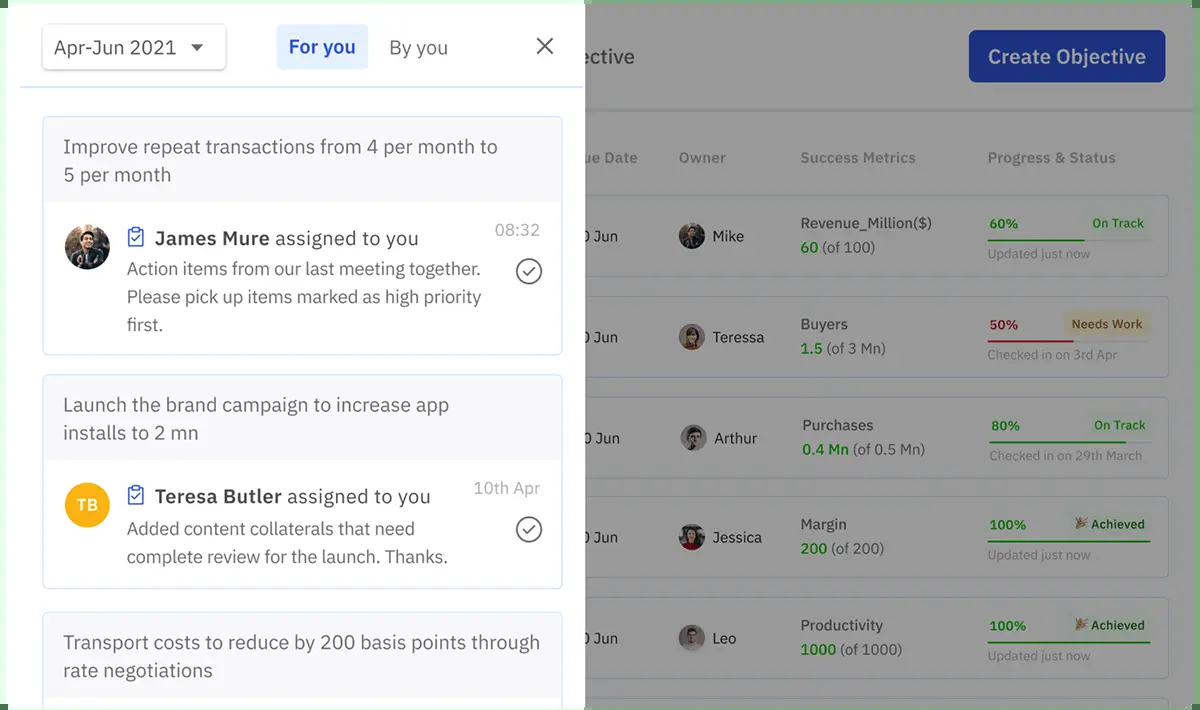 Apr-Jun 2021
For you
By you
Improve repeat transactions from 4 per month to
5 per month
James Mure assigned to you
08:32
Action items from our last meeting together.
Please pick up items marked as high priority
first.
Launch the brand campaign to increase app
installs to 2 mn
TB
Teresa Butler assigned to you
10th Apr
Added content collaterals that need
complete review for the launch. Thanks.
Transport costs to reduce by 200 basis points through
rate negotiations
Create Objective
Owner
Success Metrics
Progress & Status
Jun
Mike
Revenue_Million($)
60 (of 100)
60%
On Track
Updated just now
Jun
Teressa
Buyers
1.5 (of 3 Mn)
50%
Needs Work
Checked in on 3rd Apr
Jun
Arthur
Purchases
0.4 Mn (of 0.5 Mn)
80%
On Track
Checked in on 29th March
Jun
Jessica
Margin
200 (of 200)
100%
Achieved
Updated just now
Jun
Leo
Productivity
1000 (of 1000)
100%
Achieved
Updated just now